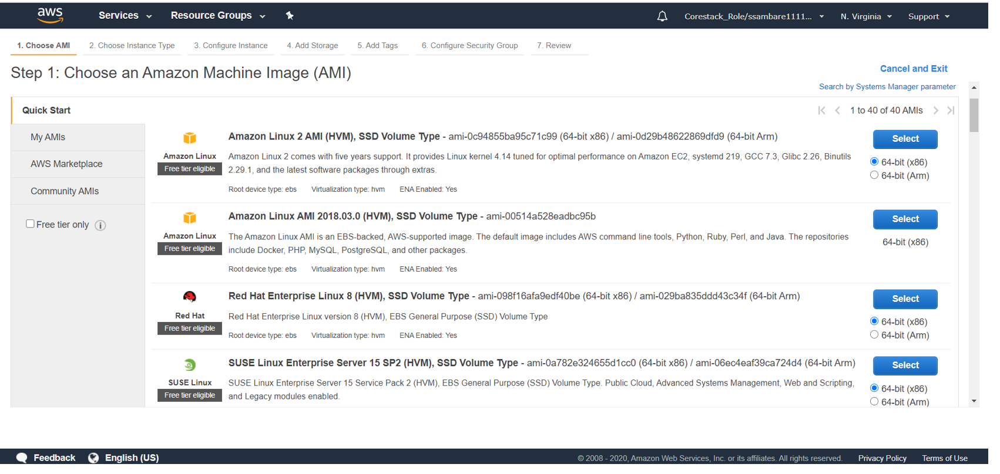 aws Services Resource Groups Corestack_Role/ssambare1111... N. Virginia Support
1. Choose AMI 2. Choose Instance Type 3. Configure Instance 4. Add Storage 5. Add Tags 6. Configure Security Group 7. Review
Step 1: Choose an Amazon Machine Image (AMI)
Cancel and Exit
Search by Systems Manager parameter
Quick Start
1 to 40 of 40 AMIs
My AMIs
AWS Marketplace
Community AMIs
Free tier only
Amazon Linux
Free tier eligible
Amazon Linux 2 AMI (HVM), SSD Volume Type - ami-0c94855ba95c71c99 (64-bit x86) / ami-0d29b48622869dfd9 (64-bit Arm)
Amazon Linux 2 comes with five years support. It provides Linux kernel 4.14 tuned for optimal performance on Amazon EC2, systemd 219, GCC 7.3, Glibc 2.26, Binutils
2.29.1, and the latest software packages through extras.
Root device type: ebs Virtualization type: hvm ENA Enabled: Yes
Select
64-bit (x86)
64-bit (Arm)
Amazon Linux
Free tier eligible
Amazon Linux AMI 2018.03.0 (HVM), SSD Volume Type - ami-00514a528eadbc95b
The Amazon Linux AMI is an EBS-backed, AWS-supported image. The default image includes AWS command line tools, Python, Ruby, Perl, and Java. The repositories
include Docker, PHP, MySQL, PostgreSQL, and other packages.
Root device type: ebs Virtualization type: hvm ENA Enabled: Yes
Select
64-bit (x86)
Red Hat
Free tier eligible
Red Hat Enterprise Linux 8 (HVM), SSD Volume Type - ami-098f16afa9edf40be (64-bit x86) / ami-029ba835ddd43c34f (64-bit Arm)
Red Hat Enterprise Linux version 8 (HVM), EBS General Purpose (SSD) Volume Type
Root device type: ebs Virtualization type: hvm ENA Enabled: Yes
Select
64-bit (x86)
64-bit (Arm)
SUSE Linux
Free tier eligible
SUSE Linux Enterprise Server 15 SP2 (HVM), SSD Volume Type - ami-0a782e324655d1cc0 (64-bit x86) / ami-06ec4eaf39ca724d4 (64-bit Arm)
SUSE Linux Enterprise Server 15 Service Pack 2 (HVM), EBS General Purpose (SSD) Volume Type. Public Cloud, Advanced Systems Management, Web and Scripting,
and Legacy modules enabled.
Select
64-bit (x86)
64-bit (Arm)
Feedback English (US) © 2008 - 2020, Amazon Web Services, Inc. or its affiliates. All rights reserved. Privacy Policy Terms of Use